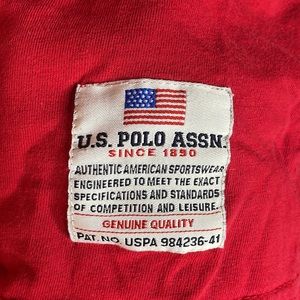 U.S. POLO ASSN.
SINCE 1890
AUTHENTIC AMERICAN SPORTSWEAR
ENGINEERED TO MEET THE EXACT
SPECIFICATIONS AND STANDARDS
OF COMPETITION AND LEISURE.
GENUINE QUALITY
PAT. NO. USPA 984236-41